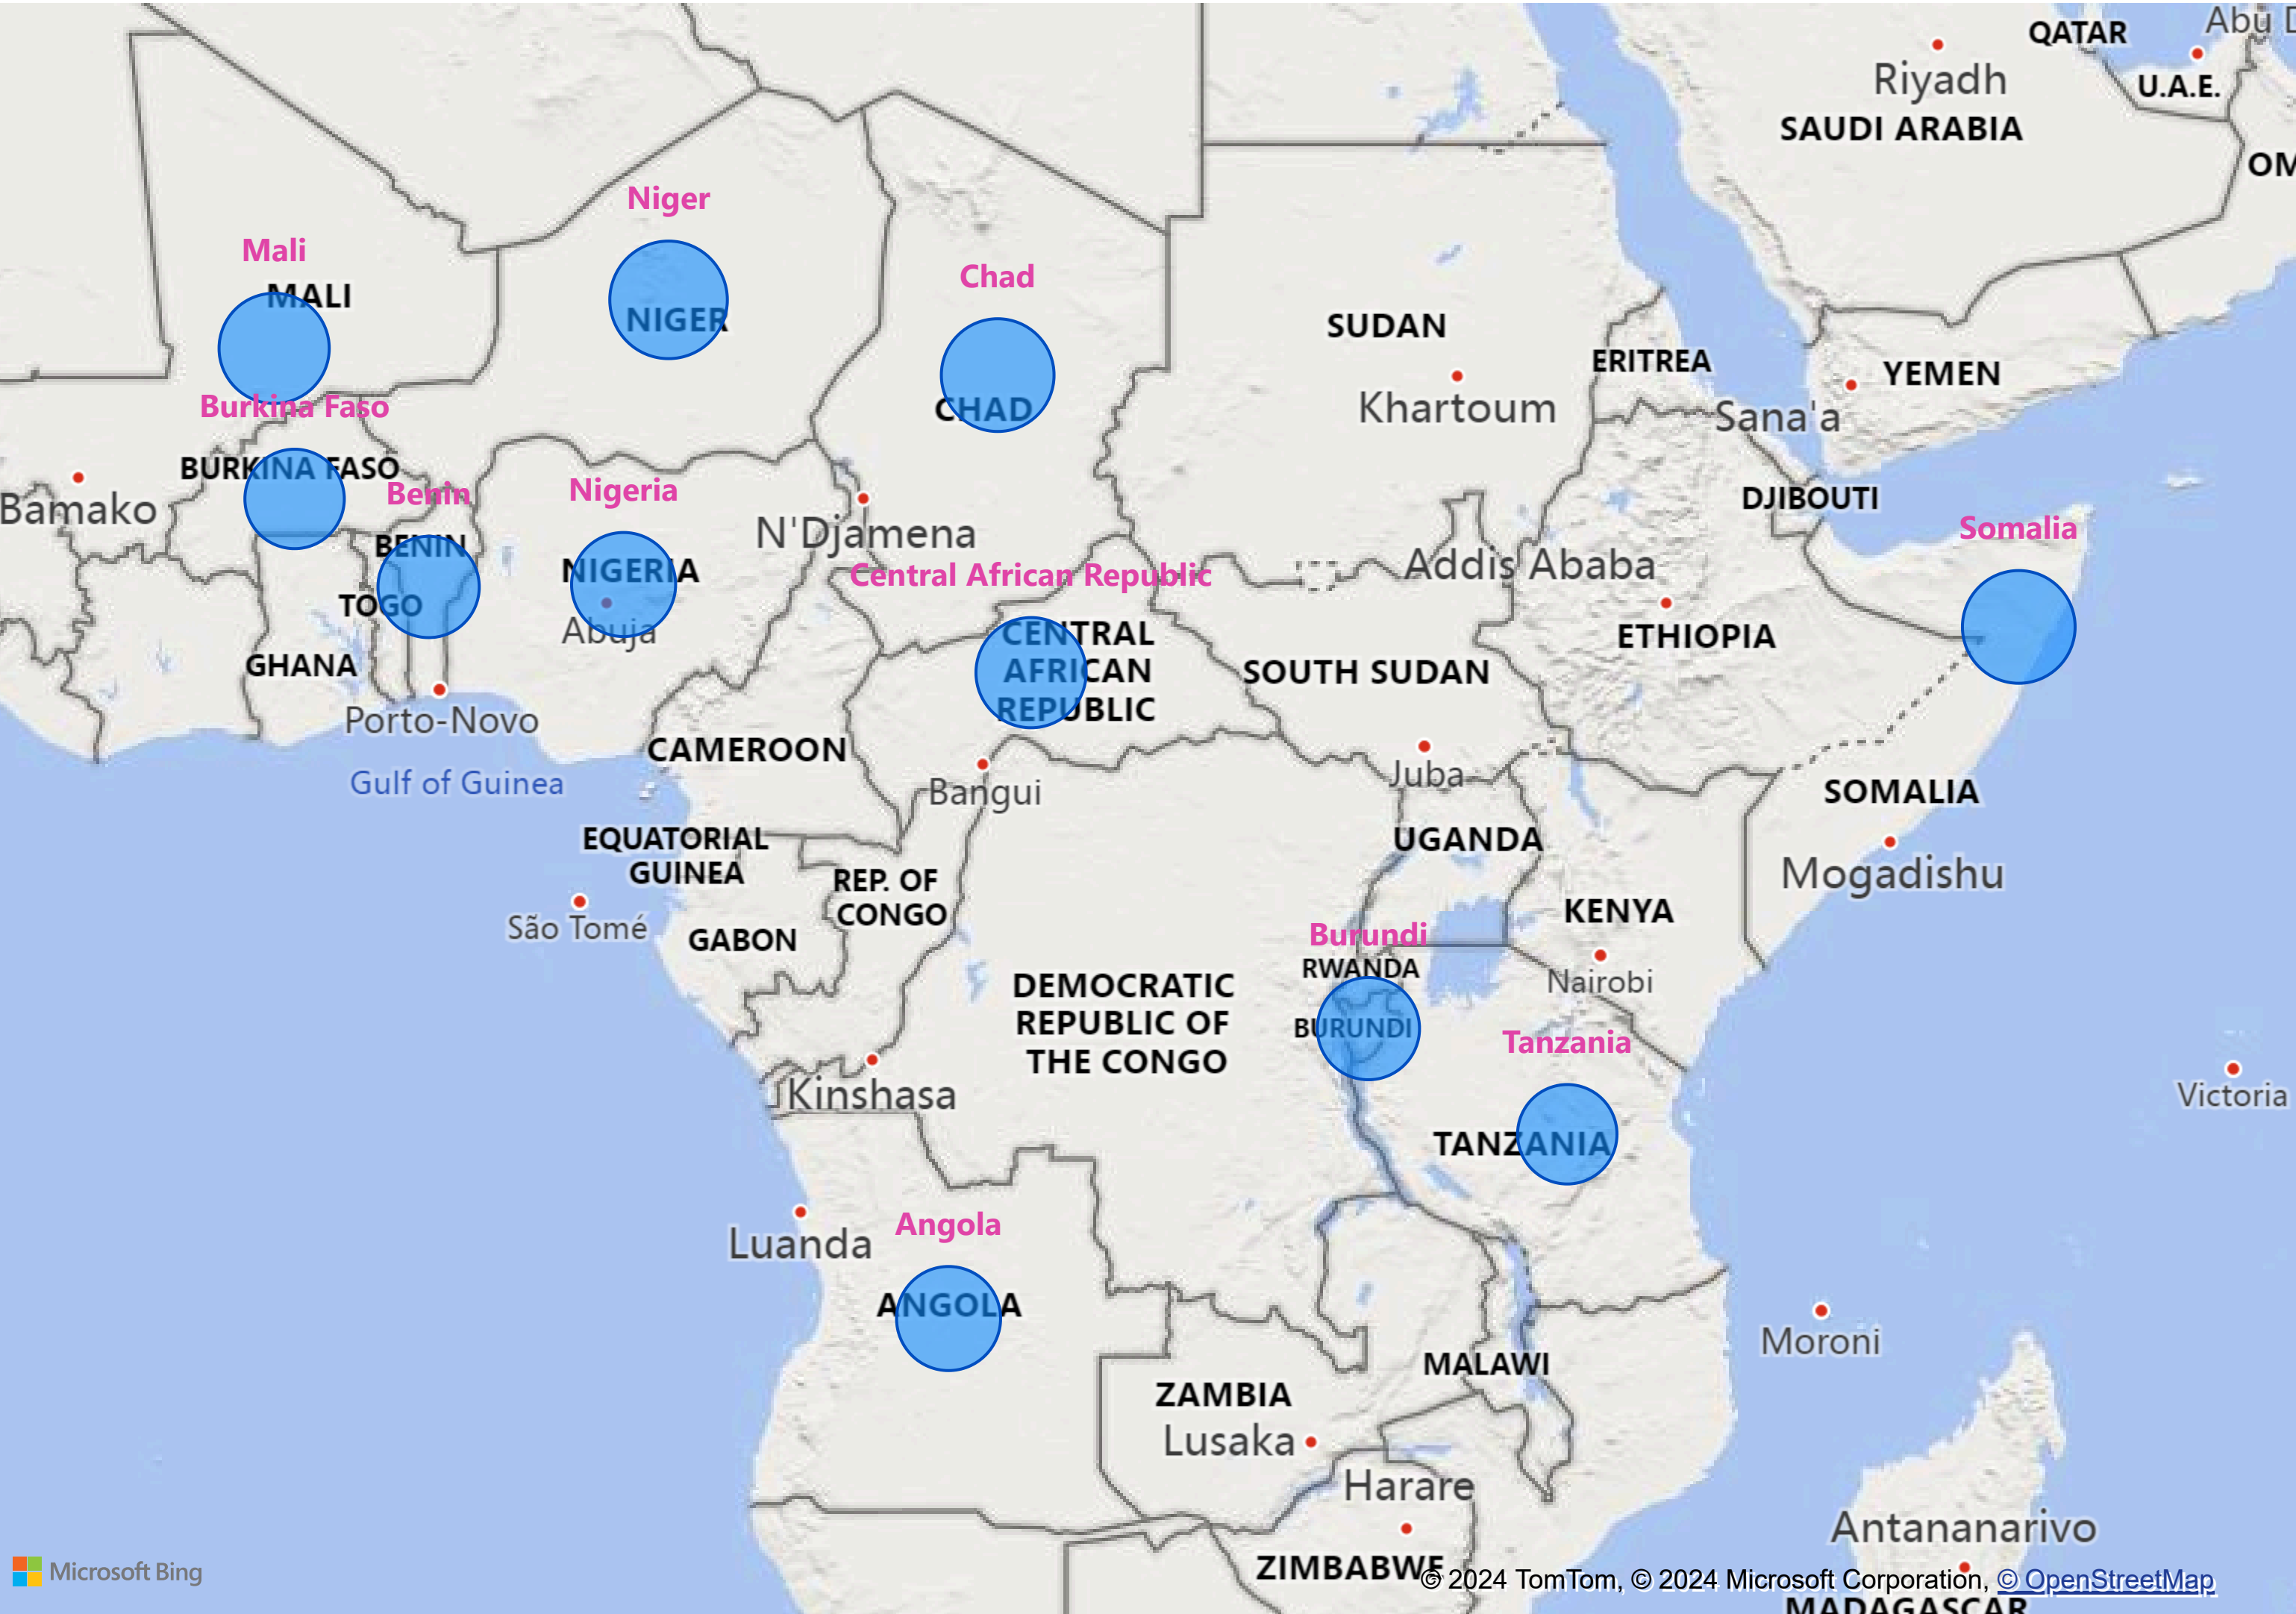 QATAR
Abu D
Riyadh
U.A.E.
SAUDI ARABIA
OM
Niger
Mali
Chad
MALI
NIGER
SUDAN
ERITREA
YEMEN
Burkina Faso
CHAD
Khartoum
Sana'a
BURKINA FASO
Benin
Nigeria
DJIBOUTI
Bamako
N'Djamena
Somalia
BENIN
NIGERIA
Central African Republic
Addis Ababa
TOGO
Abuja
CENTRAL
AFRICAN
REPUBLIC
ETHIOPIA
GHANA
SOUTH SUDAN
Porto-Novo
CAMEROON
Gulf of Guinea
Bangui
Juba
SOMALIA
EQUATORIAL
GUINEA
UGANDA
Mogadishu
REP. OF
CONGO
São Tomé
GABON
KENYA
Burundi
RWANDA
Nairobi
DEMOCRATIC
REPUBLIC OF
THE CONGO
BURUNDI
Tanzania
Kinshasa
Victoria
TANZANIA
Angola
Luanda
ANGOLA
Moroni
MALAWI
ZAMBIA
Lusaka
Harare
Antananarivo
ZIMBABWE
Microsoft Bing
© 2024 TomTom, © 2024 Microsoft Corporation, © OpenStreetMap
MADAGASCAR